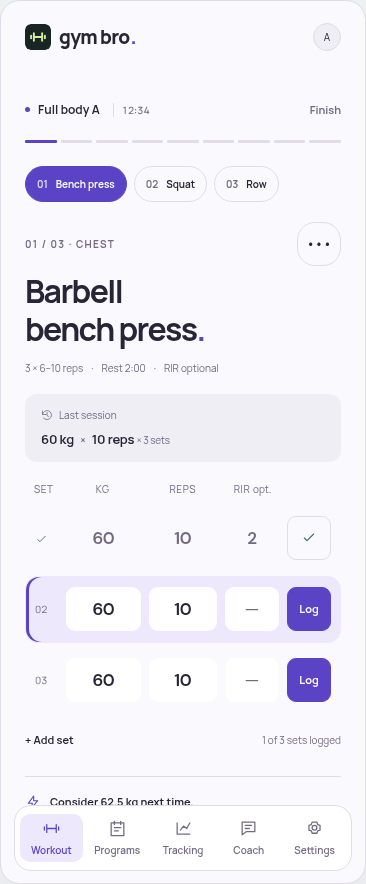 gym bro.
A
Full body A 12:34 Finish
01 Bench press 02 Squat 03 Row
01 / 03 · CHEST
Barbell
bench press.
3 × 6–10 reps · Rest 2:00 · RIR optional
Last session
60 kg × 10 reps × 3 sets
SET KG REPS RIR opt.
60 10 2
02 60 10 — Log
03 60 10 — Log
+ Add set 1 of 3 sets logged
Consider 62.5 kg next time.
Workout Programs Tracking Coach Settings